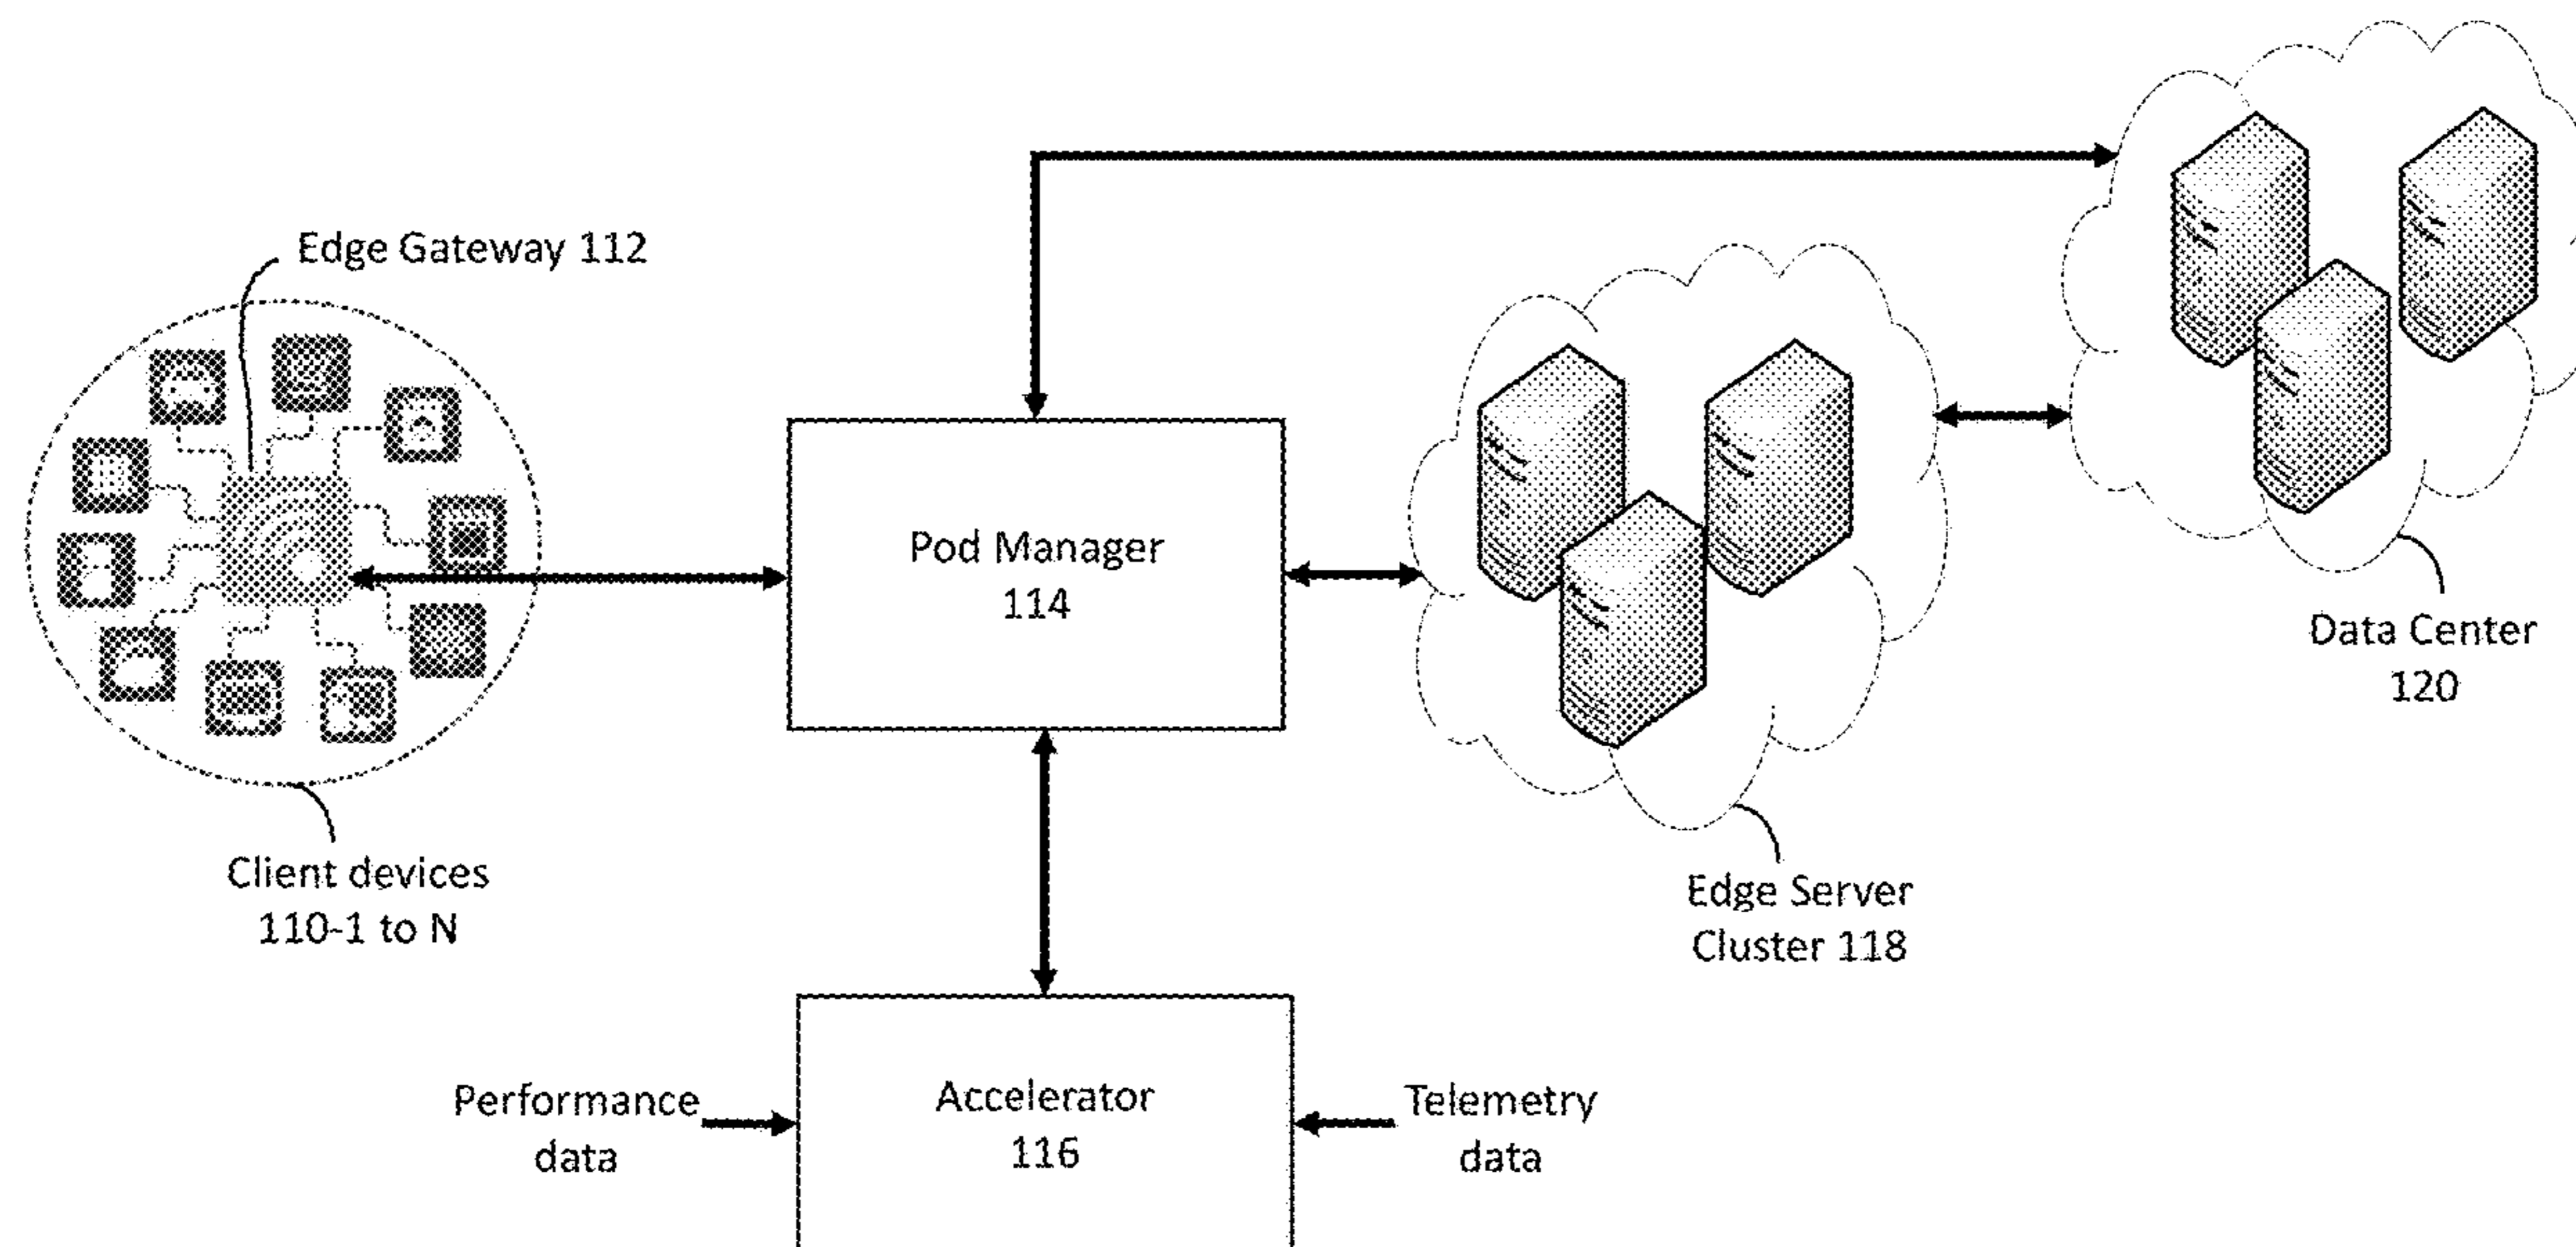 Edge Gateway 112
Pod Manager
114
Data Center
120
Client devices
110-1 to N
Edge Server
Cluster 118
Performance
data
Accelerator
116
Telemetry
data